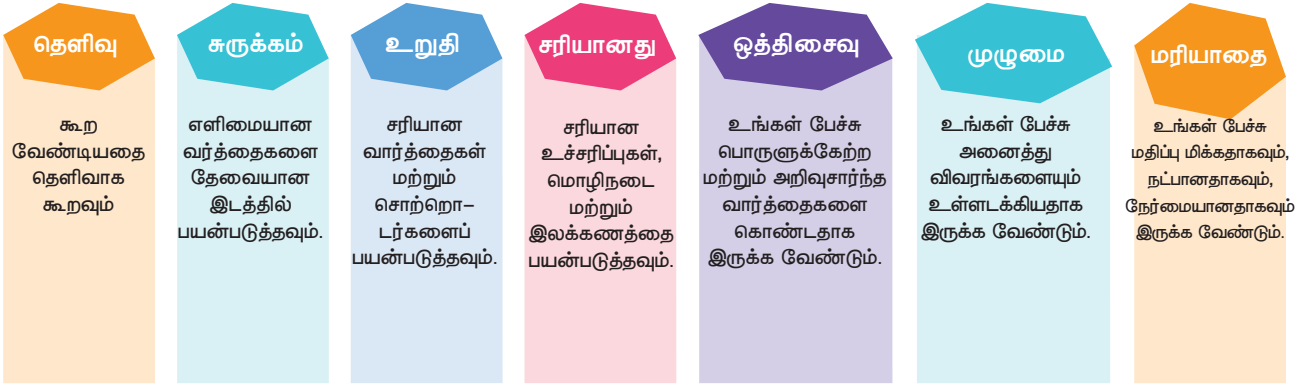 தெளிவு
கூற
வேண்டியதை
தெளிவாக
கூறவும்
சுருக்கம்
எளிமையான
வர்த்தைகளை
தேவையான
இடத்தில்
பயன்படுத்தவும்.
உறுதி
சரியான
வார்த்தைகள்
மற்றும்
சொற்றொ–
டர்களைப்
பயன்படுத்தவும்.
சரியானது
சரியான
உச்சரிப்புகள்,
மொழிநடை
மற்றும்
இலக்கணத்தை
பயன்படுத்தவும்.
ஒத்திசைவு
உங்கள் பேச்சு
பொருளுக்கேற்ற
மற்றும் அறிவுசார்ந்த
வார்த்தைகளை
கொண்டதாக
இருக்க வேண்டும்.
முழுமை
உங்கள் பேச்சு
அனைத்து
விவரங்களையும்
உள்ளடக்கியதாக
இருக்க வேண்டும்.
மரியாதை
உங்கள் பேச்சு
மதிப்பு மிக்கதாகவும்,
நட்பானதாகவும்,
நேர்மையானதாகவும்
இருக்க வேண்டும்.